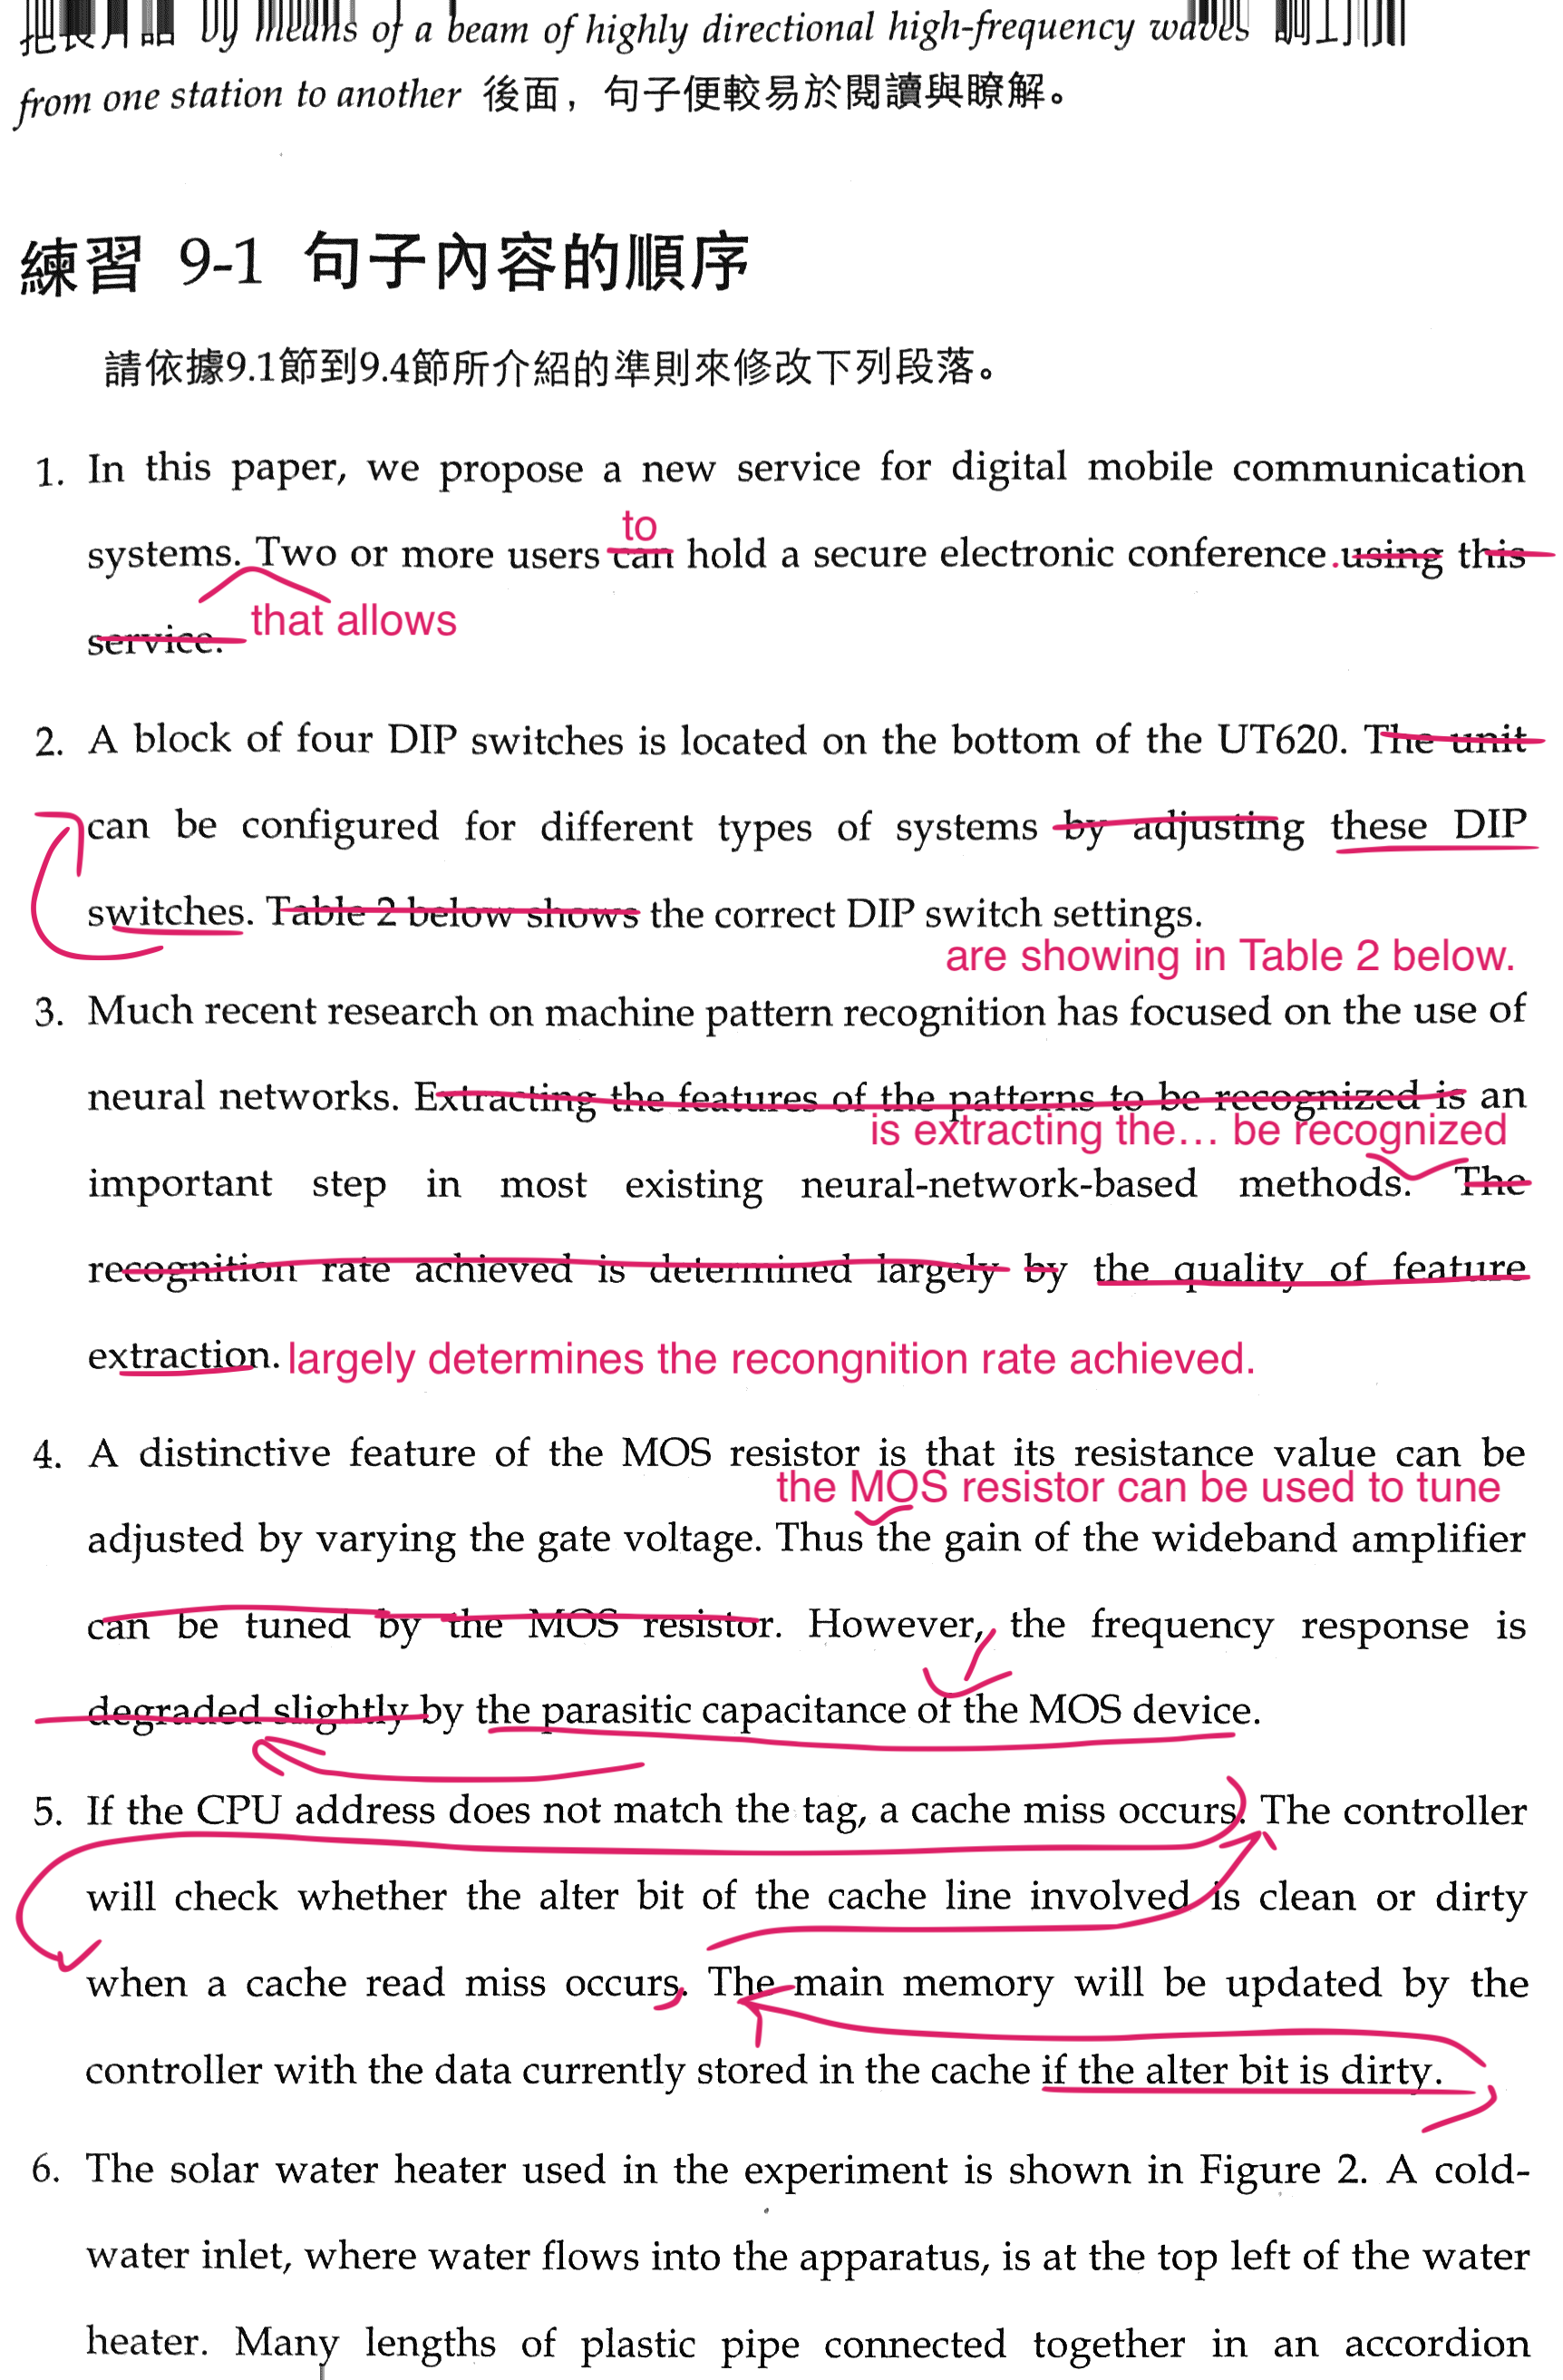 把長片語 by means of a beam of highly directional high-frequency waves 調
from one station to another 後面，句子便較易於閱讀與瞭解。
練習 9-1 句子內容的順序
請依據9.1節到9.4節所介紹的準則來修改下列段落。
1. In this paper, we propose a new service for digital mobile communication
to
systems. Two or more users can hold a secure electronic conference.using this
that allows
service.
2. A block of four DIP switches is located on the bottom of the UT620. The unit
can be configured for different types of systems by adjusting these DIP
switches. Table 2 below shows the correct DIP switch settings.
are showing in Table 2 below.
3. Much recent research on machine pattern recognition has focused on the use of
neural networks. Extracting the features of the patterns to be recognized is an
is extracting the... be recognized
important step in most existing neural-network-based methods. The
recognition rate achieved is determined largely by the quality of feature
extraction. largely determines the recongnition rate achieved.
4. A distinctive feature of the MOS resistor is that its resistance value can be
the MOS resistor can be used to tune
adjusted by varying the gate voltage. Thus the gain of the wideband amplifier
can be tuned by the MOS resistor. However, the frequency response is
degraded slightly by the parasitic capacitance of the MOS device.
5. If the CPU address does not match the tag, a cache miss occurs. The controller
will check whether the alter bit of the cache line involved is clean or dirty
when a cache read miss occurs. The main memory will be updated by the
controller with the data currently stored in the cache if the alter bit is dirty.
6. The solar water heater used in the experiment is shown in Figure 2. A cold-
water inlet, where water flows into the apparatus, is at the top left of the water
heater. Many lengths of plastic pipe connected together in an accordion